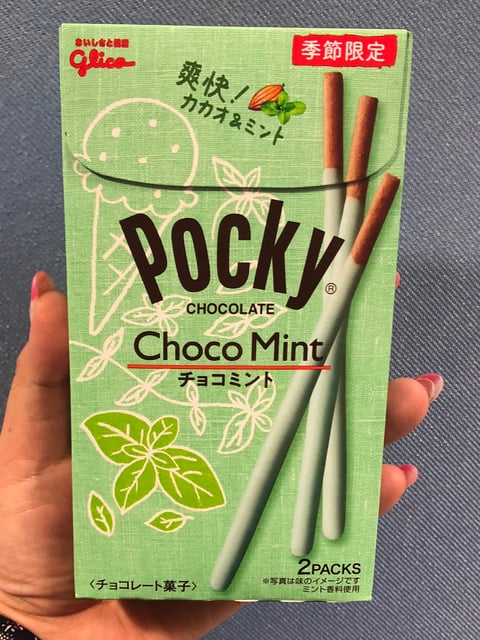 おいしさと健康
glico
季節限定
爽快!
カカオ&ミント
Pocky®
CHOCOLATE
Choco Mint
チョコミント
2PACKS
※写真は味のイメージです
ミント香料使用
〈チョコレート菓子〉